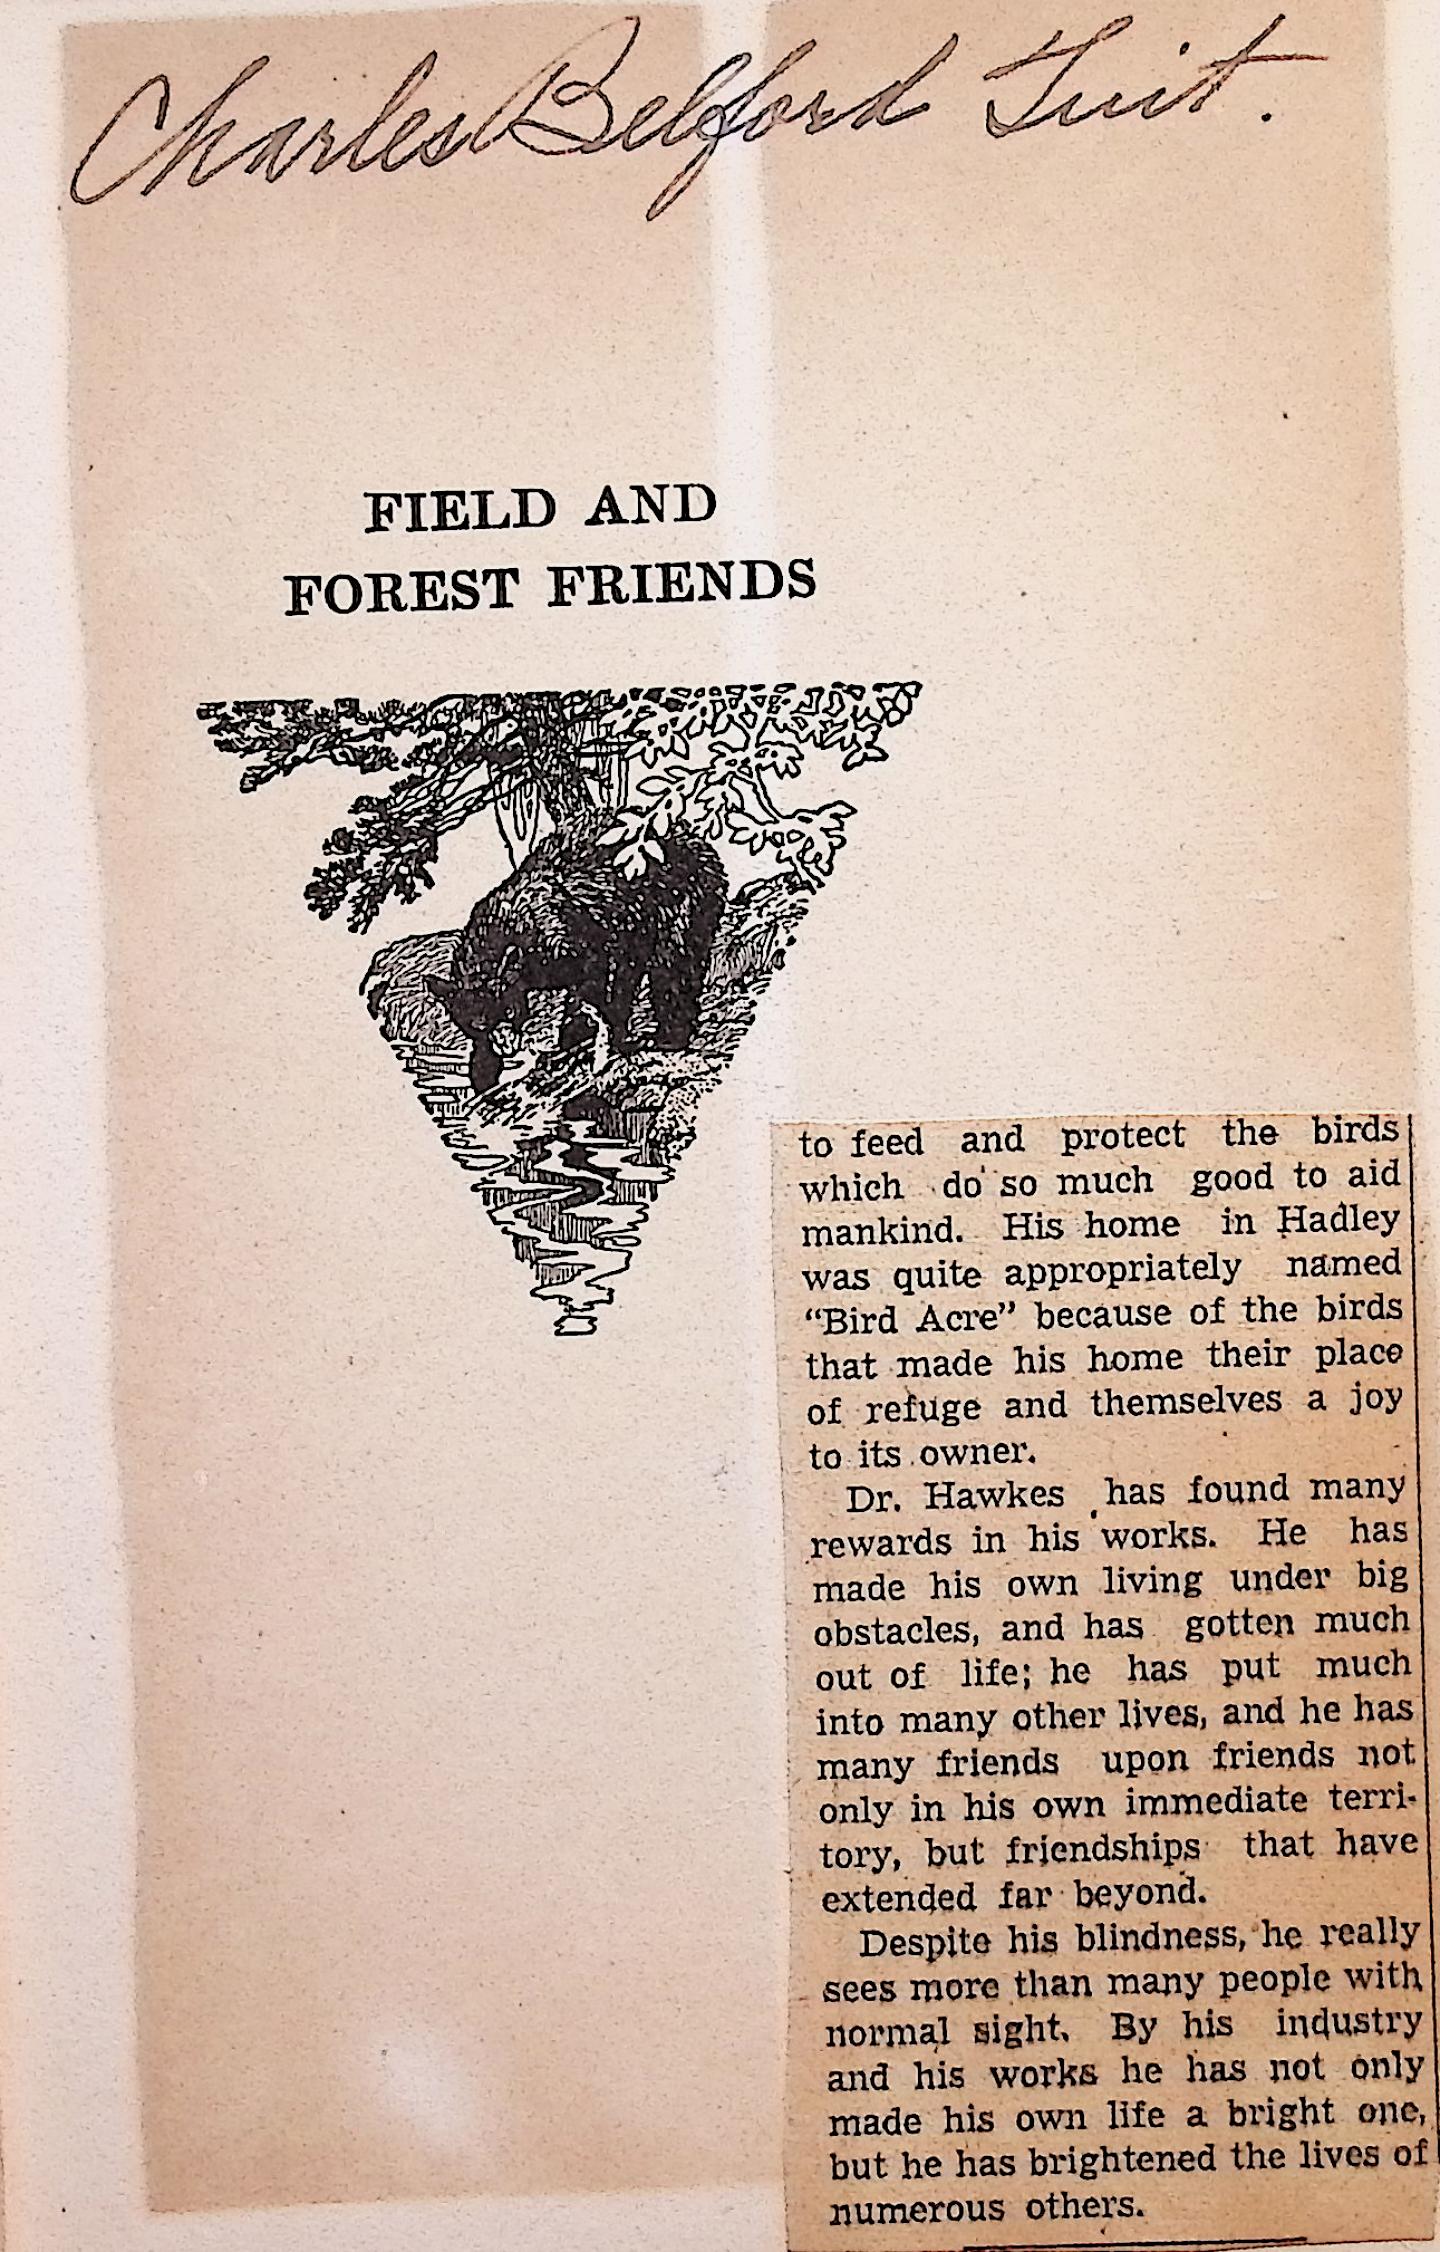 Charles Belford Tuit.
FIELD AND
FOREST FRIENDS
to feed and protect the birds
which do so much good to aid
mankind. His home in Hadley
was quite appropriately named
“Bird Acre” because of the birds
that made his home their place
of refuge and themselves a joy
to its owner.
Dr. Hawkes has found many
rewards in his works. He has
made his own living under big
obstacles, and has gotten much
out of life; he has put much
into many other lives, and he has
many friends upon friends not
only in his own immediate terri-
tory, but friendships that have
extended far beyond.
Despite his blindness, he really
sees more than many people with
normal sight. By his industry
and his works he has not only
made his own life a bright one,
but he has brightened the lives of
numerous others.